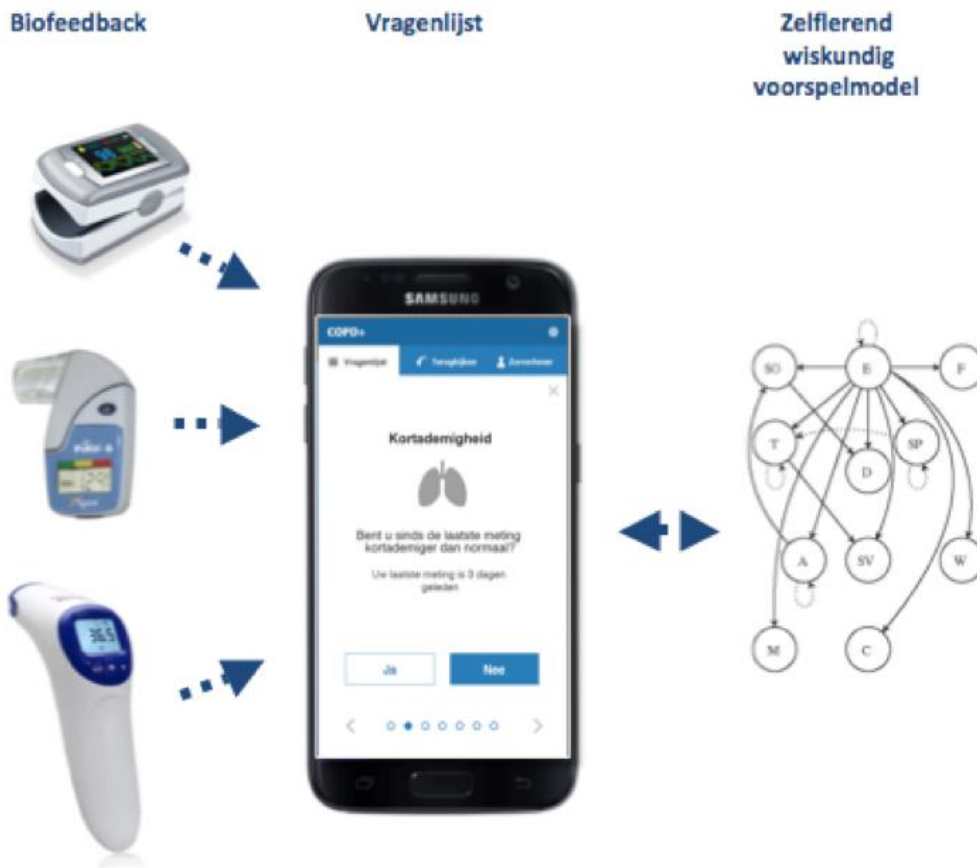 Biofeedback
Vragenlijst
Zelflerend
wiskundig
voorspelmodel
98
36.5
SAMSUNG
COPD+
Vragenlijst
Terugkijken
Kortademigheid
Bent u sinds de laatste meting
kortademiger dan normaal?
Uw laatste meting is 3 dagen
geleden
Ja
Nee
SO
E
F
T
SP
D
A
SV
W
M
C